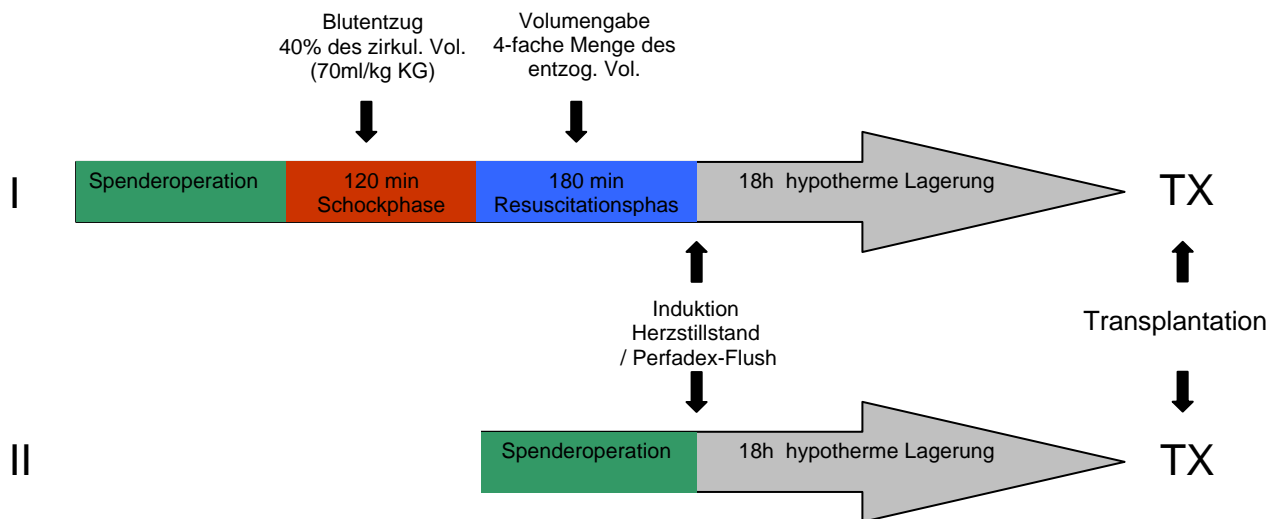 Blutentzug
40% des zirkul. Vol.
(70ml/kg KG)
Volumengabe
4-fache Menge des
entzog. Vol.
I
Spenderoperation
120 min
Schockphase
180 min
Resuscitationsphas
18h hypotherme Lagerung
TX
Induktion
Herzstillstand
/ Perfadex-Flush
Transplantation
II
Spenderoperation
18h hypotherme Lagerung
TX